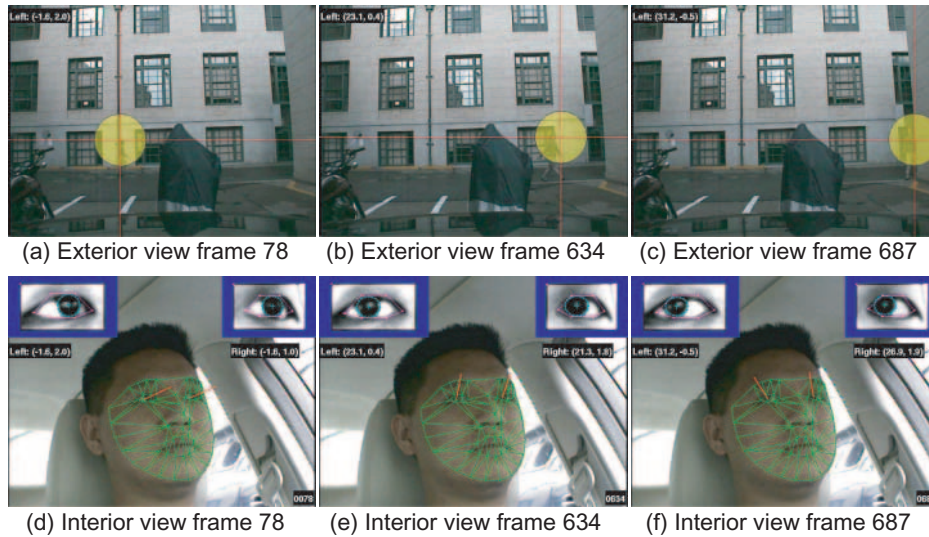 Left: (-1.6, 2.0)
Left: (23.1, 0.4)
Left: (31.2, -0.5)
(a) Exterior view frame 78
(b) Exterior view frame 634
(c) Exterior view frame 687
Left: (-1.6, 2.0)
Right: (-1.6, 1.0)
Left: (23.1, 0.4)
Right: (21.3, 1.8)
Left: (31.2, -0.5)
Right: (26.9, 1.9)
0078
0634
(d) Interior view frame 78
(e) Interior view frame 634
(f) Interior view frame 687